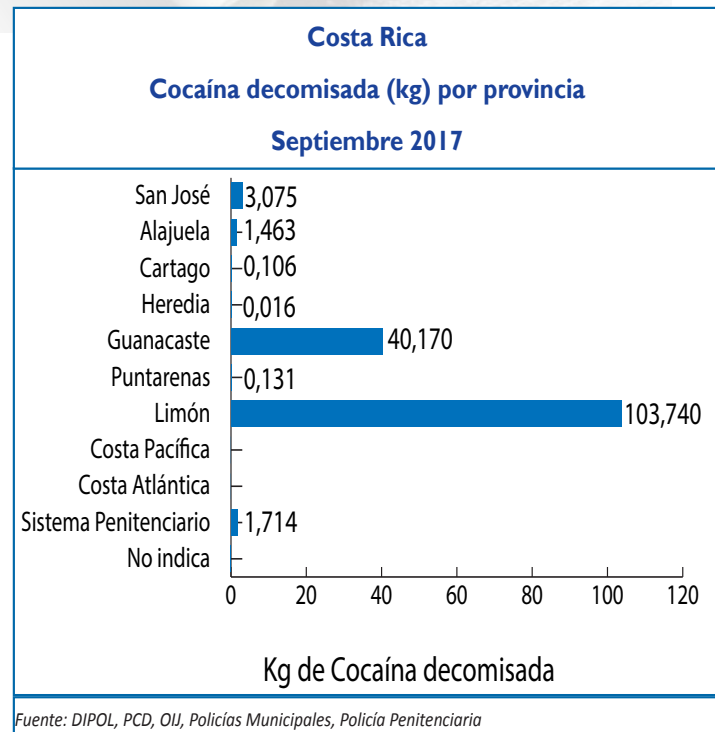 Costa Rica
Cocaína decomisada (kg) por provincia
Septiembre 2017
San José 3,075
Alajuela 1,463
Cartago 0,106
Heredia 0,016
Guanacaste 40,170
Puntarenas 0,131
Limón 103,740
Costa Pacífica -
Costa Atlántica -
Sistema Penitenciario 1,714
No indica -
0 20 40 60 80 100 120
Kg de Cocaína decomisada
Fuente: DIPOL, PCD, OIJ, Policías Municipales, Policía Penitenciaria